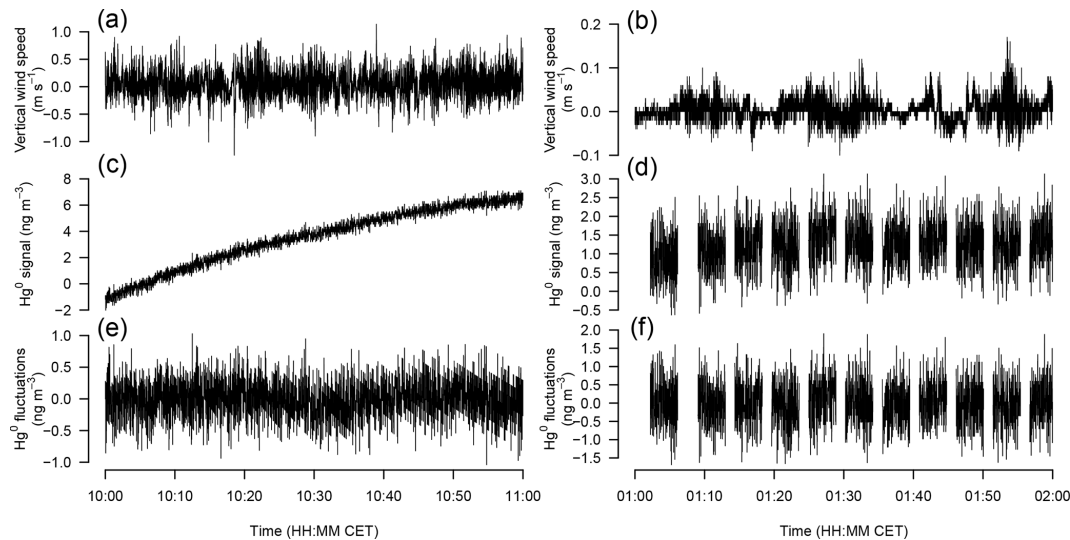 (a)
Vertical wind speed
(m s⁻¹)
1.0
0.5
0.0
−0.5
−1.0
(b)
Vertical wind speed
(m s⁻¹)
0.2
0.1
0.0
−0.1
(c)
Hg⁰ signal (ng m⁻³)
8
6
4
2
0
−2
(d)
Hg⁰ signal (ng m⁻³)
3.0
2.5
2.0
1.5
1.0
0.5
0.0
−0.5
(e)
Hg⁰ fluctuations
(ng m⁻³)
1.0
0.5
0.0
−0.5
−1.0
10:00 10:10 10:20 10:30 10:40 10:50 11:00
Time (HH:MM CET)
(f)
Hg⁰ fluctuations
(ng m⁻³)
2.0
1.5
1.0
0.5
0.0
−0.5
−1.0
−1.5
01:00 01:10 01:20 01:30 01:40 01:50 02:00
Time (HH:MM CET)